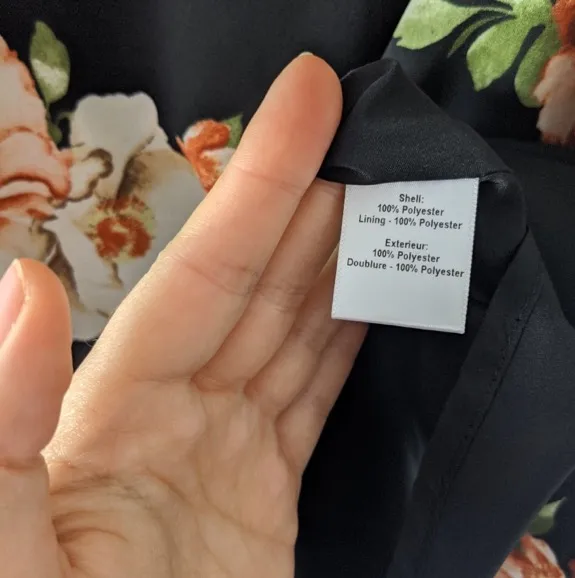 Shell:
100% Polyester
Lining - 100% Polyester
Exterieur:
100% Polyester
Doublure - 100% Polyester